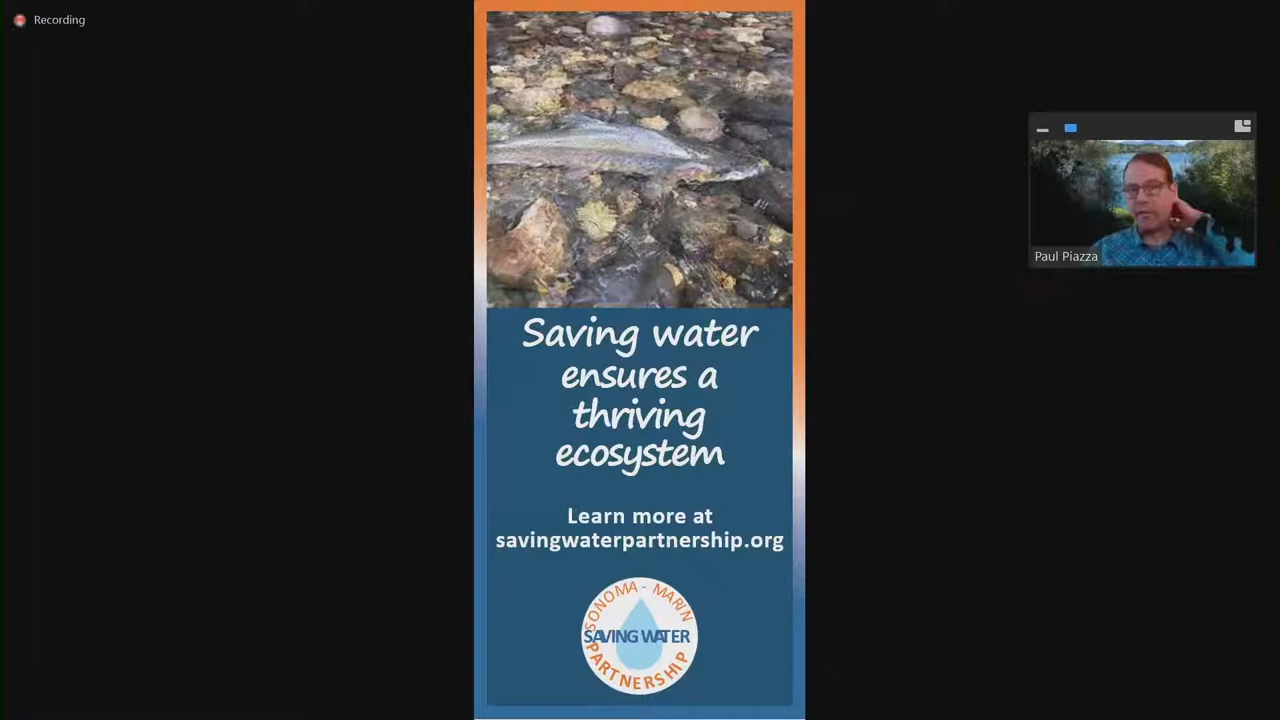 Recording
Saving water
ensures a
thriving
ecosystem
Learn more at
savingwaterpartnership.org
SONOMA - MARIN
SAVING WATER
PARTNERSHIP
Paul Piazza